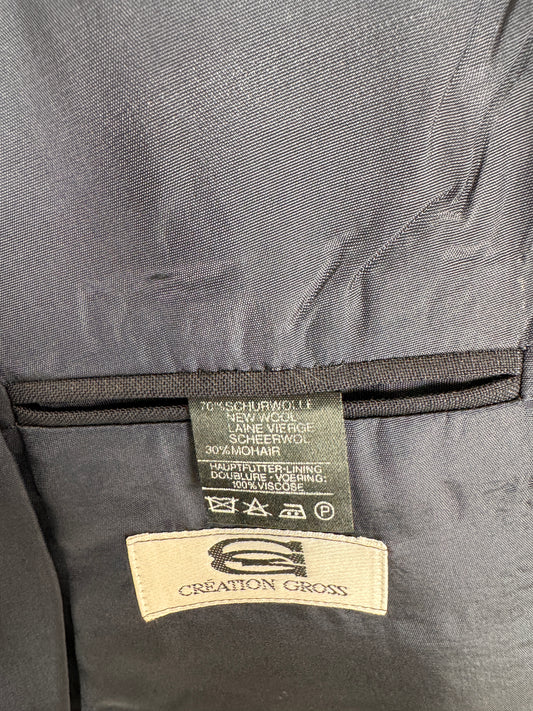 70% SCHURWOLLE
NEW WOOL
LAINE VIERGE
SCHEERWOL
30% MOHAIR
HAUPTFUTTER-LINING
DOUBLURE · VOERING:
100% VISCOSE
P
CRÉATION GROSS